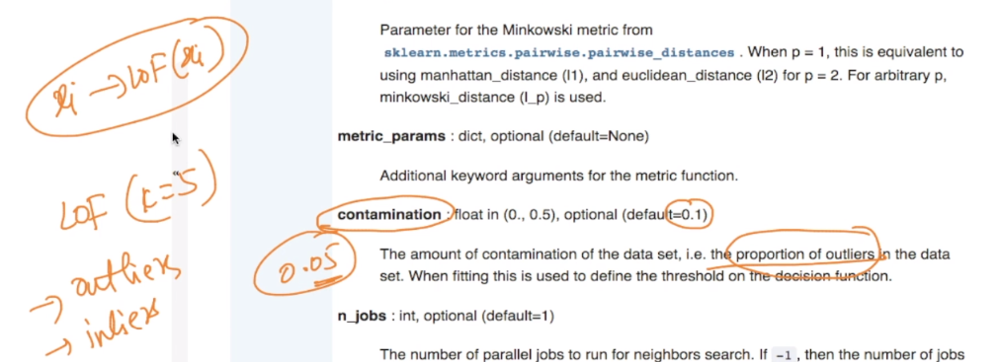 xi → LOF(xi)
LOF (k=5)
→ outliers
→ inliers
0.05
Parameter for the Minkowski metric from
sklearn.metrics.pairwise.pairwise_distances . When p = 1, this is equivalent to
using manhattan_distance (l1), and euclidean_distance (l2) for p = 2. For arbitrary p,
minkowski_distance (l_p) is used.
metric_params : dict, optional (default=None)
Additional keyword arguments for the metric function.
contamination : float in (0., 0.5), optional (default=0.1)
The amount of contamination of the data set, i.e. the proportion of outliers in the data
set. When fitting this is used to define the threshold on the decision function.
n_jobs : int, optional (default=1)
The number of parallel jobs to run for neighbors search. If -1 , then the number of jobs